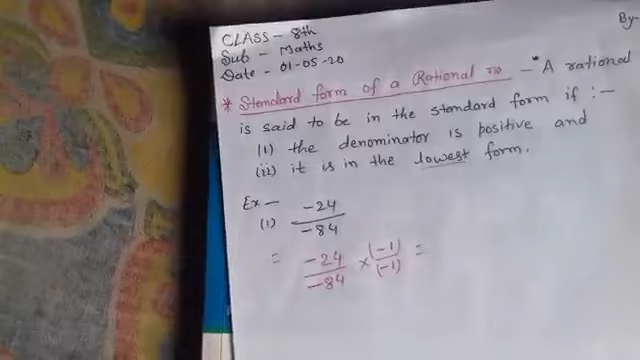 By-
CLASS - 8th
Sub - Maths
Date - 01-05-20
* Standard form of a Rational no - "A rational
is said to be in the standard form if :-
(i) the denominator is positive and
(ii) it is in the lowest form.
Ex -
(1) -24/-84
= -24/-84 × (-1)/(-1) =